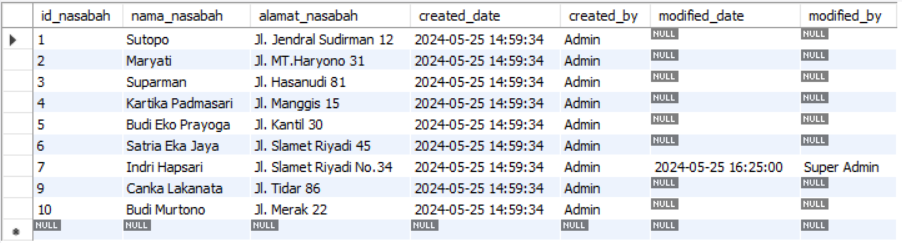 id_nasabah nama_nasabah alamat_nasabah created_date created_by modified_date modified_by
1 Sutopo Jl. Jendral Sudirman 12 2024-05-25 14:59:34 Admin NULL NULL
2 Maryati Jl. MT.Haryono 31 2024-05-25 14:59:34 Admin NULL NULL
3 Suparman Jl. Hasanudi 81 2024-05-25 14:59:34 Admin NULL NULL
4 Kartika Padmasari Jl. Manggis 15 2024-05-25 14:59:34 Admin NULL NULL
5 Budi Eko Prayoga Jl. Kantil 30 2024-05-25 14:59:34 Admin NULL NULL
6 Satria Eka Jaya Jl. Slamet Riyadi 45 2024-05-25 14:59:34 Admin NULL NULL
7 Indri Hapsari Jl. Slamet Riyadi No.34 2024-05-25 14:59:34 Admin 2024-05-25 16:25:00 Super Admin
9 Canka Lakanata Jl. Tidar 86 2024-05-25 14:59:34 Admin NULL NULL
10 Budi Murtono Jl. Merak 22 2024-05-25 14:59:34 Admin NULL NULL
NULL NULL NULL NULL NULL NULL NULL